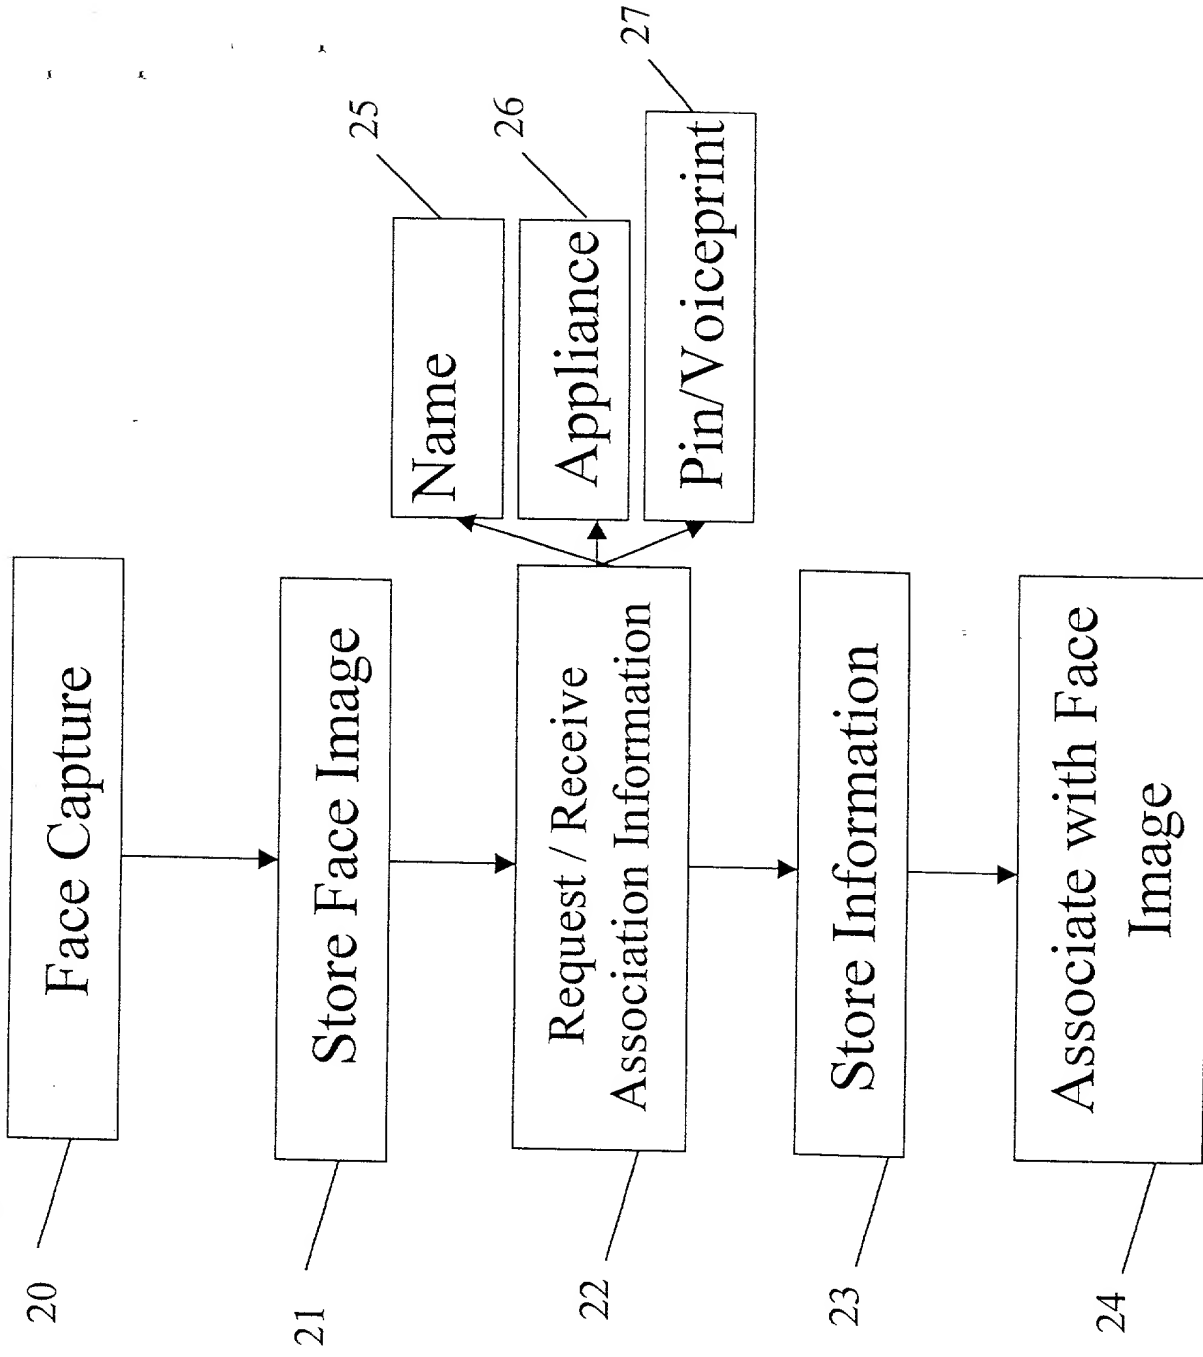 20
Face Capture
21
Store Face Image
22
Request / Receive
Association Information
Name
25
Appliance
26
Pin/Voiceprint
27
23
Store Information
24
Associate with Face
Image